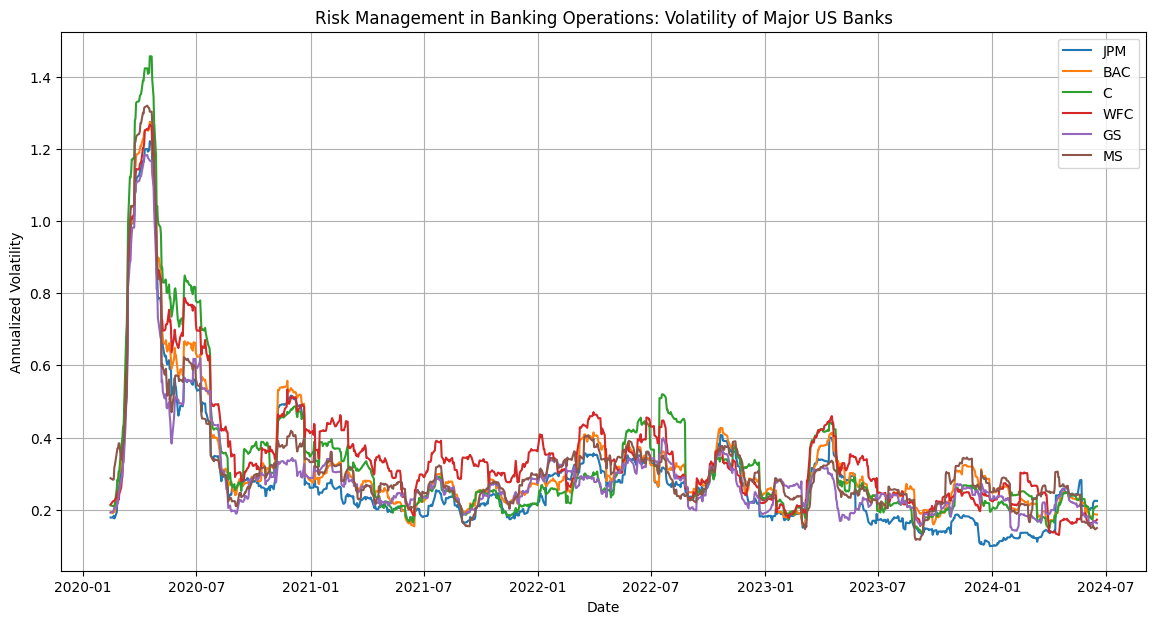 Risk Management in Banking Operations: Volatility of Major US Banks
JPM
BAC
C
WFC
GS
MS
Annualized Volatility
1.4
1.2
1.0
0.8
0.6
0.4
0.2
2020-01 2020-07 2021-01 2021-07 2022-01 2022-07 2023-01 2023-07 2024-01 2024-07
Date